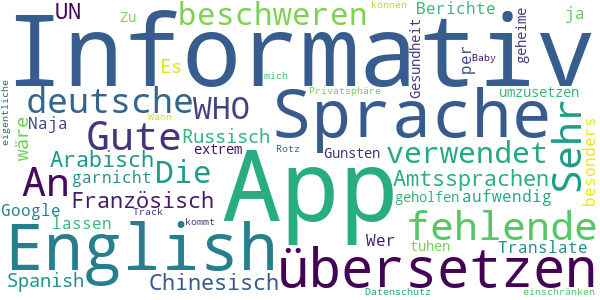 UN
Zu
beschweren
Berichte
können
ja
Informativ
Es
mich
Baby
per
Gesundheit
geheime
eigentliche
deutsche
WHO
Privatsphäre
umzusetzen
Sprache
Sehr
Naja
wäre
Gute
Wann
Russisch
extrem
Rotz
Gunsten
verwendet
besonders
Arabisch
garnicht
Die
An
App
Amtssprachen
Französisch
geholfen
aufwendig
Google
lassen
Track
kommt
fehlende
Wer
tuhen
Translate
English
Spanish
Chinesisch
übersetzen
Datenschutz
einschränken